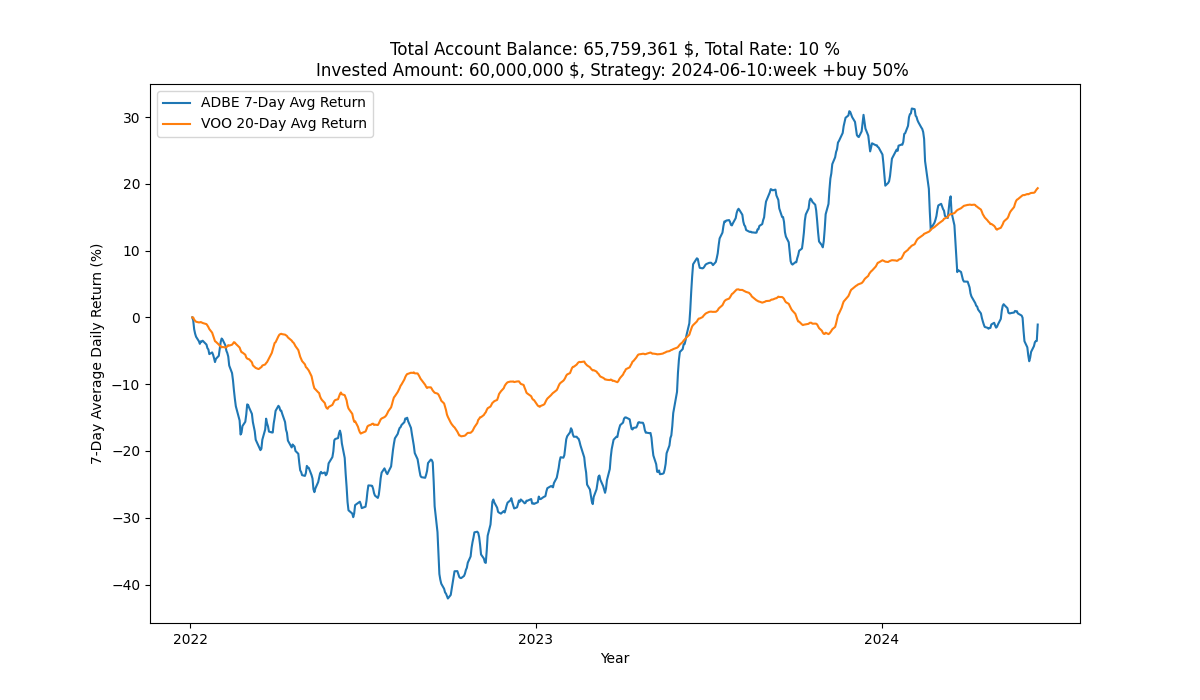 Total Account Balance: 65,759,361 $, Total Rate: 10 %
Invested Amount: 60,000,000 $, Strategy: 2024-06-10:week +buy 50%
ADBE 7-Day Avg Return
VOO 20-Day Avg Return
7-Day Average Daily Return (%)
30
20
10
0
−10
−20
−30
−40
2022
2023
2024
Year